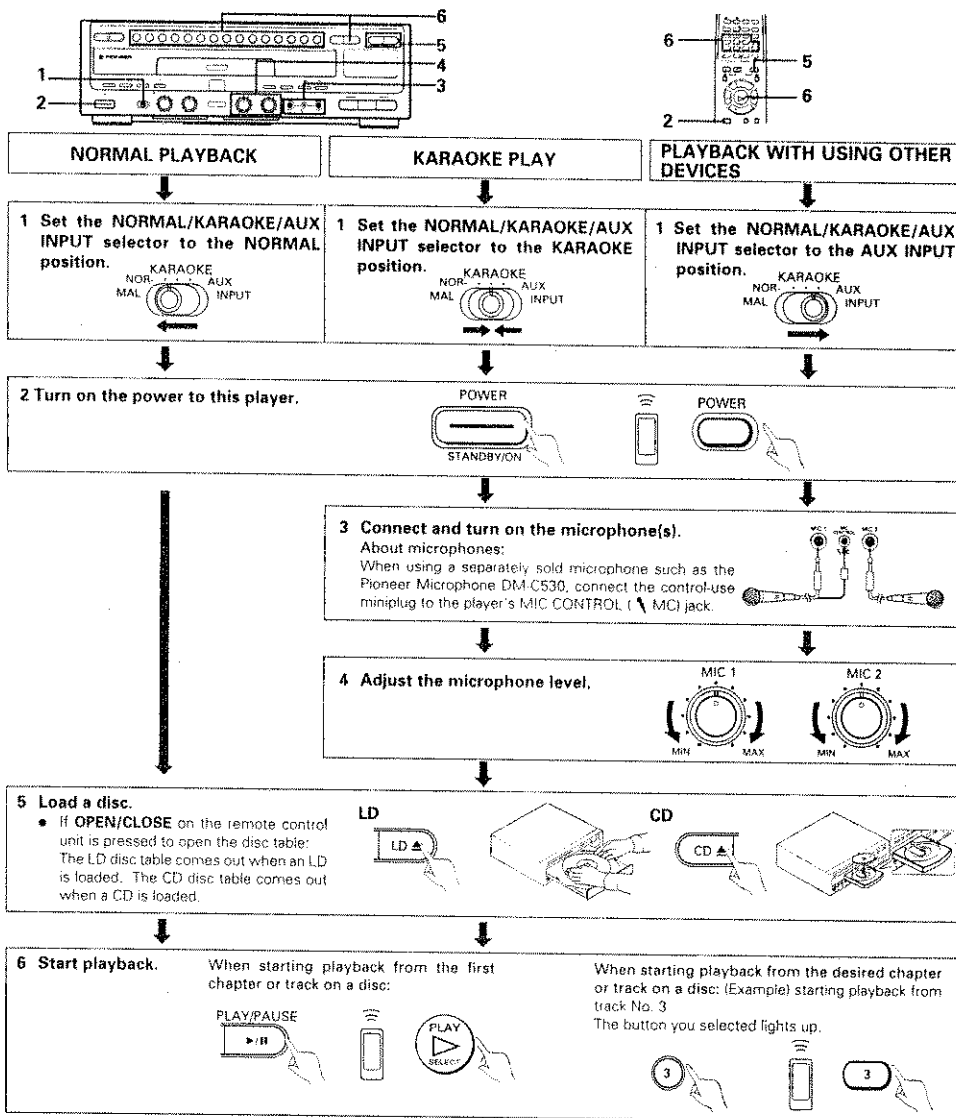 6
5
4
3
1
2
PIONEER
6
5
6
2
NORMAL PLAYBACK
KARAOKE PLAY
PLAYBACK WITH USING OTHER
DEVICES
1 Set the NORMAL/KARAOKE/AUX
INPUT selector to the NORMAL
position.
KARAOKE
NOR-
MAL
AUX
INPUT
1 Set the NORMAL/KARAOKE/AUX
INPUT selector to the KARAOKE
position.
KARAOKE
NOR-
MAL
AUX
INPUT
1 Set the NORMAL/KARAOKE/AUX
INPUT selector to the AUX INPUT
position.
KARAOKE
NOR-
MAL
AUX
INPUT
2 Turn on the power to this player.
POWER
STANDBY/ON
POWER
3 Connect and turn on the microphone(s).
About microphones:
When using a separately sold microphone such as the
Pioneer Microphone DM-C530, connect the control-use
miniplug to the player's MIC CONTROL ( MC) jack.
MIC 1
MIC CONTROL
MIC 2
4 Adjust the microphone level.
MIC 1
MIN
MAX
MIC 2
MIN
MAX
5 Load a disc.
● If OPEN/CLOSE on the remote control
unit is pressed to open the disc table:
The LD disc table comes out when an LD
is loaded. The CD disc table comes out
when a CD is loaded.
LD
LD ▲
CD
CD ▲
6 Start playback.
When starting playback from the first
chapter or track on a disc:
PLAY/PAUSE
►/II
PLAY
SELECT
When starting playback from the desired chapter
or track on a disc: (Example) starting playback from
track No. 3
The button you selected lights up.
3
3